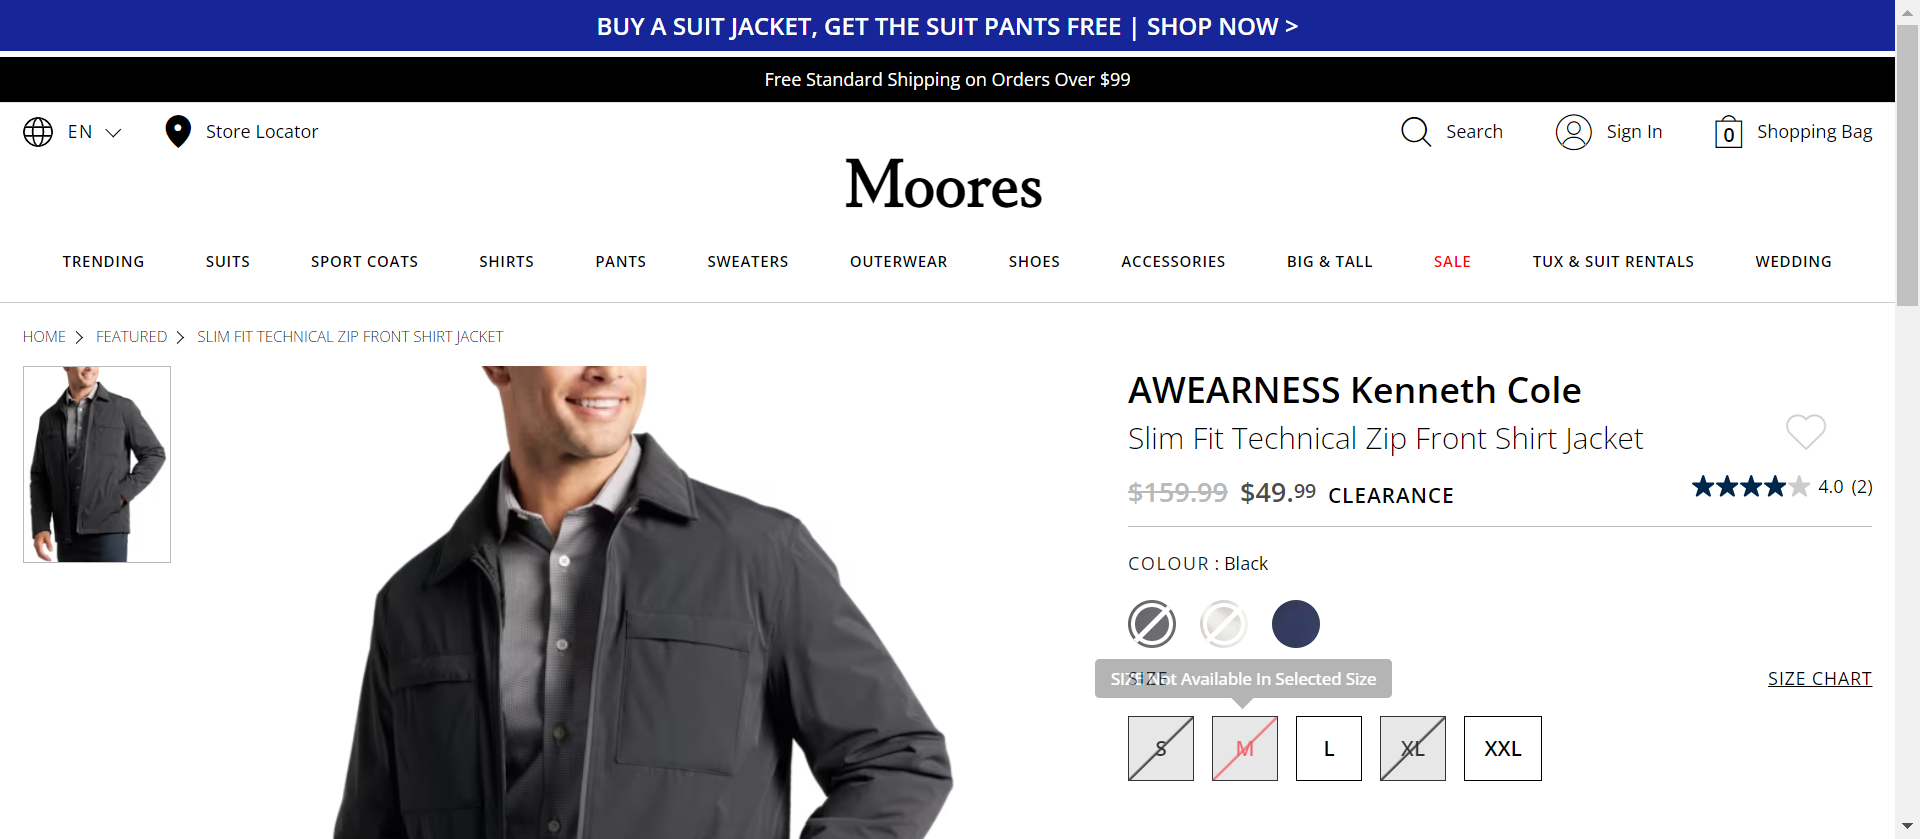 BUY A SUIT JACKET, GET THE SUIT PANTS FREE | SHOP NOW >
Free Standard Shipping on Orders Over $99
EN Store Locator Search 0 Sign In Shopping Bag
Moores
TRENDING SUITS SPORT COATS SHIRTS PANTS SWEATERS OUTERWEAR SHOES ACCESSORIES BIG & TALL SALE TUX & SUIT RENTALS WEDDING
HOME > FEATURED > SLIM FIT TECHNICAL ZIP FRONT SHIRT JACKET
AWEARNESS Kenneth Cole
Slim Fit Technical Zip Front Shirt Jacket
$159.99 $49.99 CLEARANCE 4.0 (2)
COLOUR : Black
SIZE Not Available In Selected Size SIZE CHART
S M L XL XXL